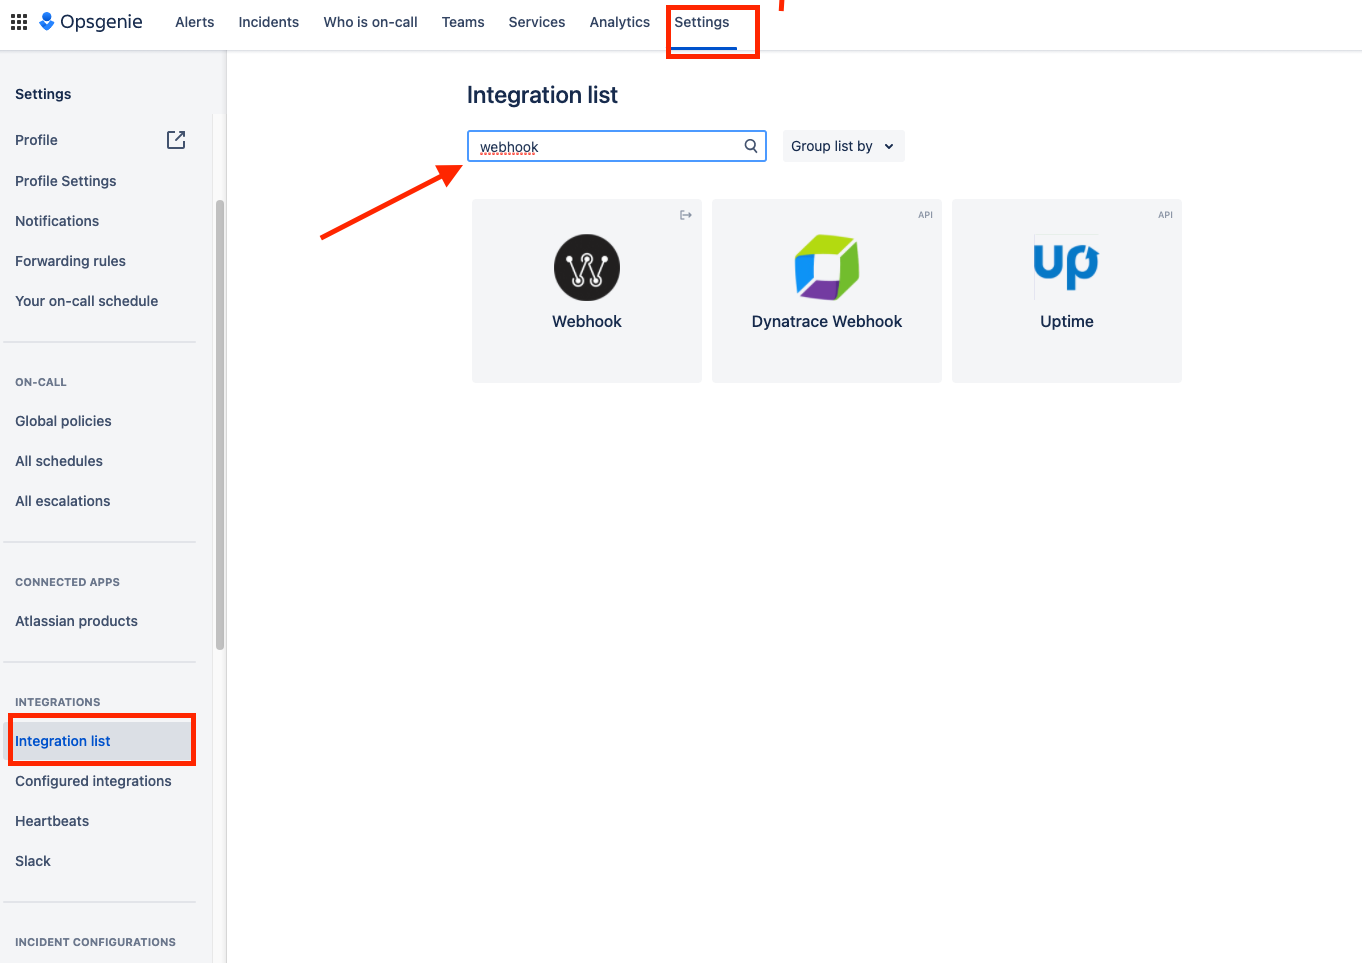 Opsgenie Alerts Incidents Who is on-call Teams Services Analytics Settings
Settings
Profile
Profile Settings
Notifications
Forwarding rules
Your on-call schedule
ON-CALL
Global policies
All schedules
All escalations
CONNECTED APPS
Atlassian products
INTEGRATIONS
Integration list
Configured integrations
Heartbeats
Slack
INCIDENT CONFIGURATIONS
Integration list
webhook Group list by
Webhook
API
Dynatrace Webhook
API
up
Uptime